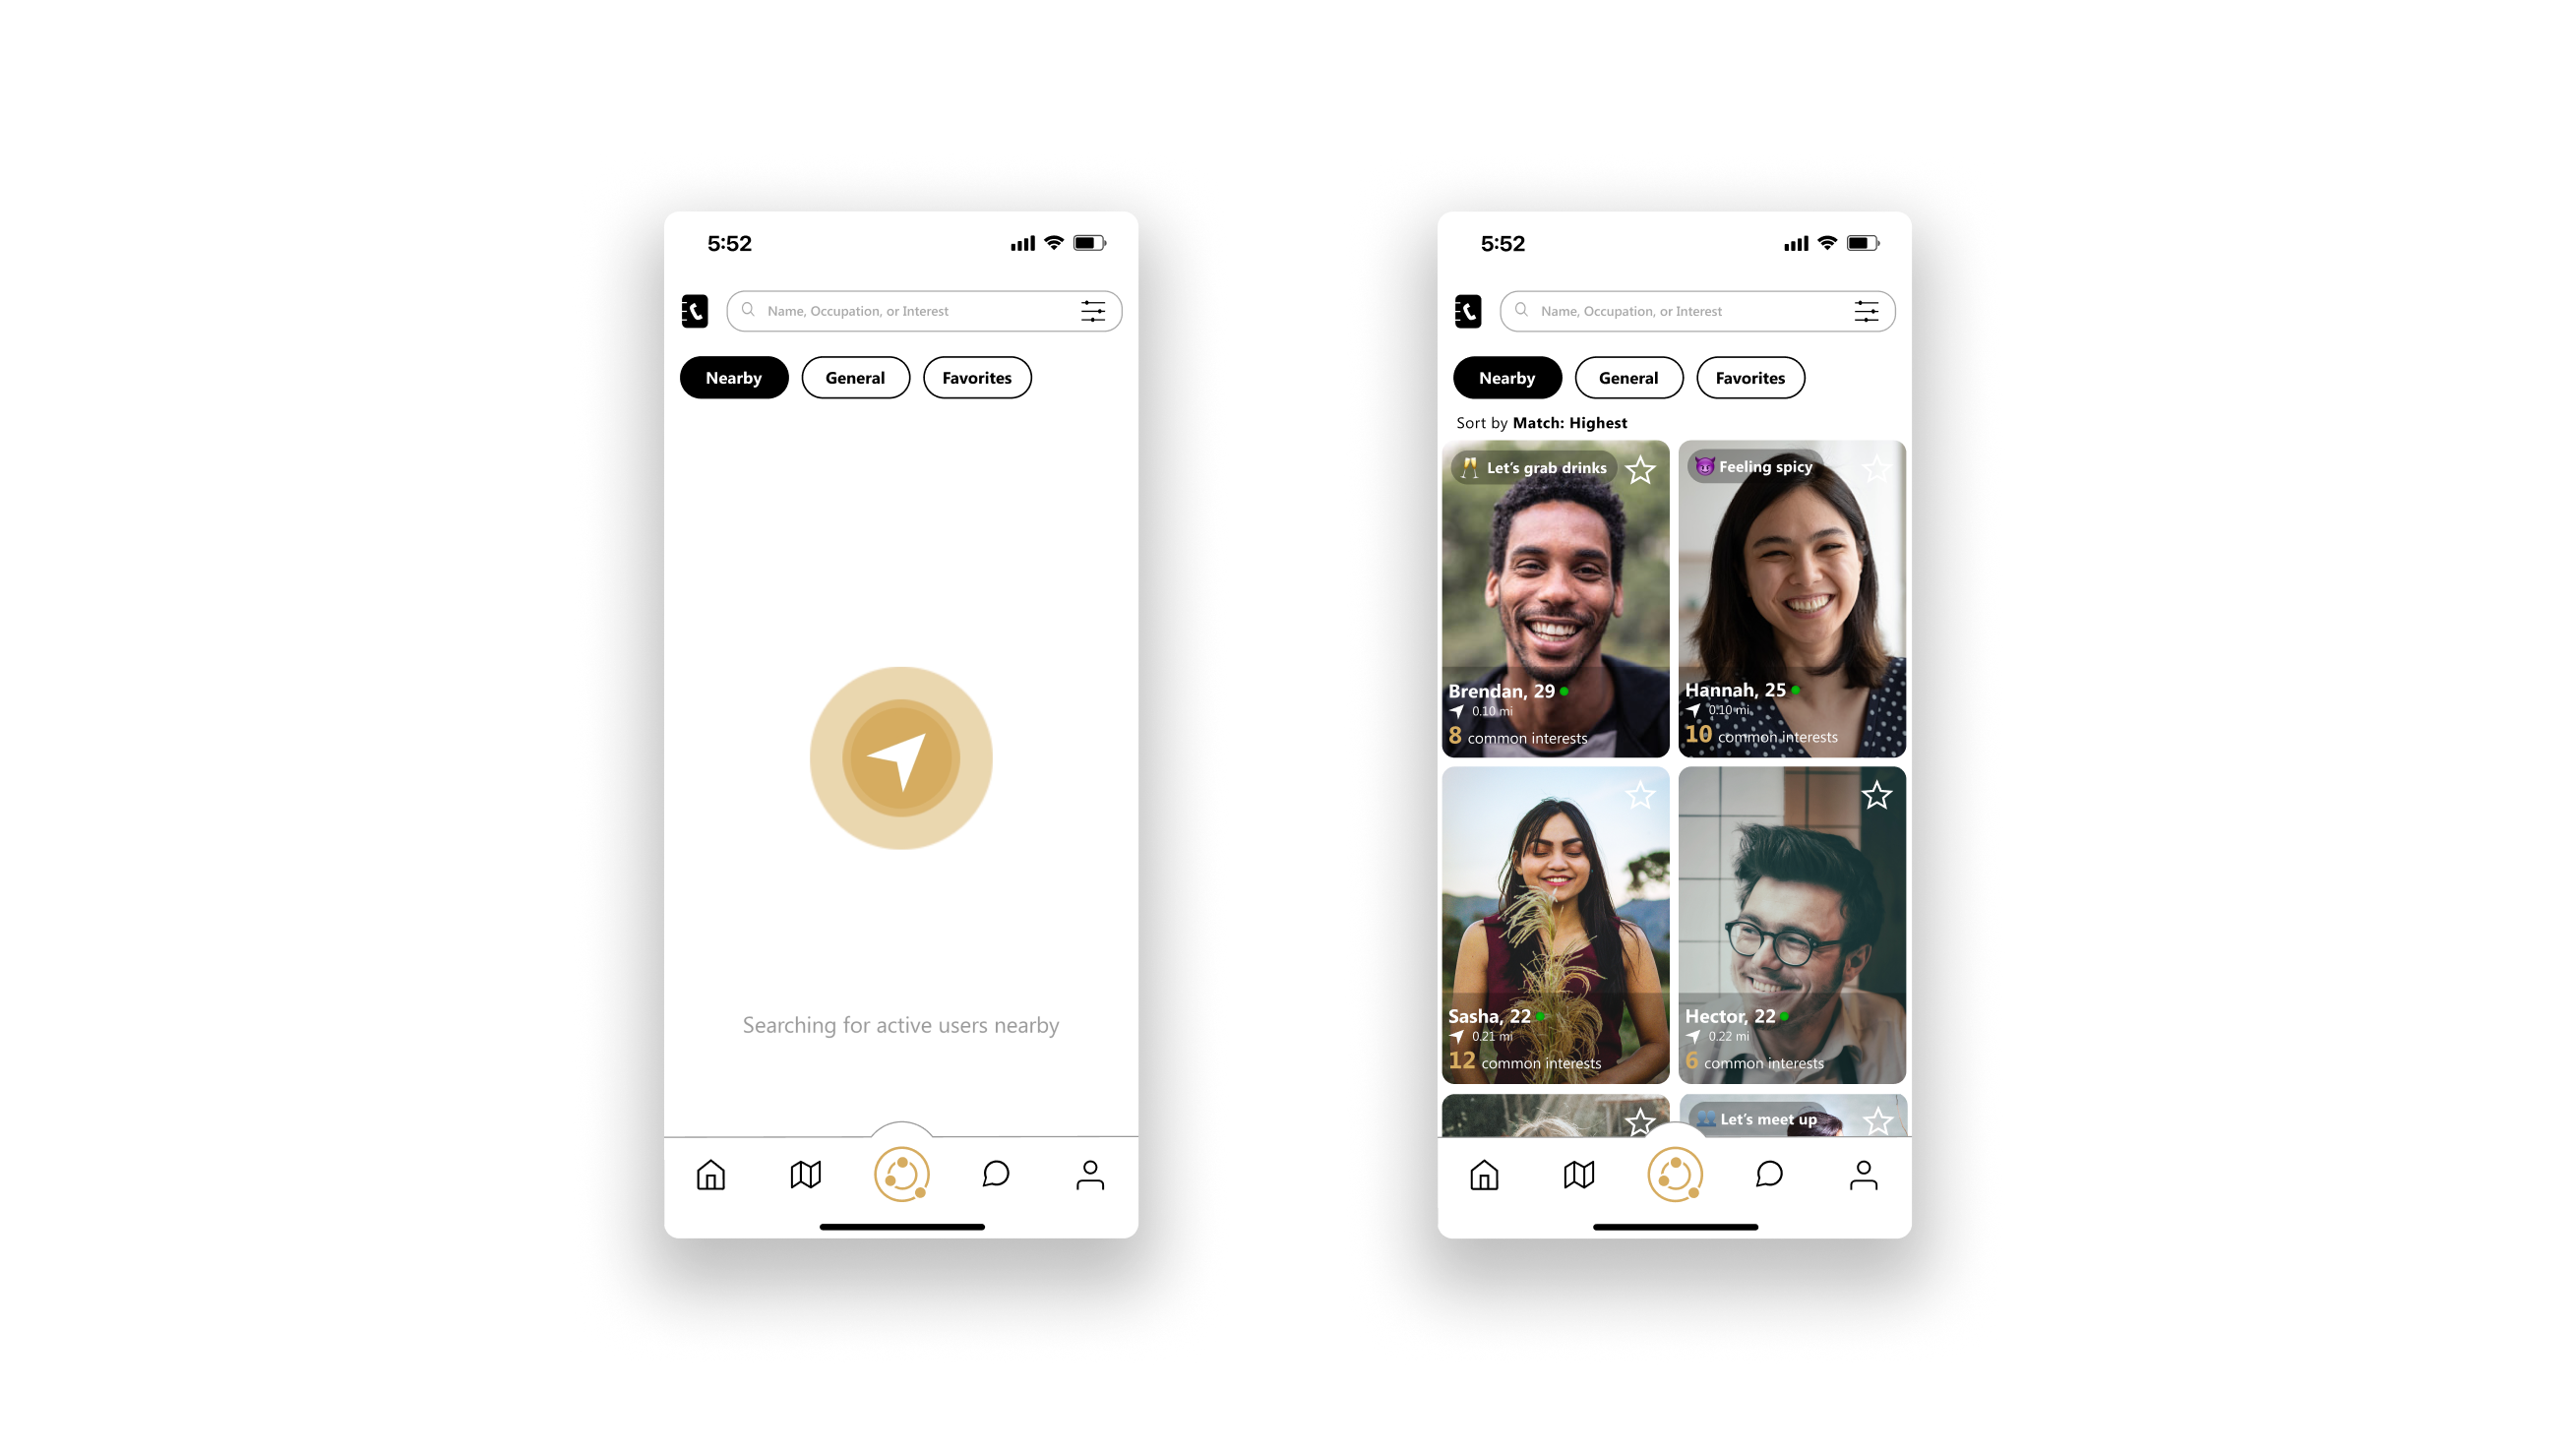 5:52
Name, Occupation, or Interest
Nearby
General
Favorites
Searching for active users nearby
5:52
Name, Occupation, or Interest
Nearby
General
Favorites
Sort by Match: Highest
Let's grab drinks
Feeling spicy
Brendan, 29
0.10 mi
8 common interests
Hannah, 25
0.10 mi
10 common interests
Sasha, 22
0.21 mi
12 common interests
Hector, 22
0.22 mi
6 common interests
Let's meet up